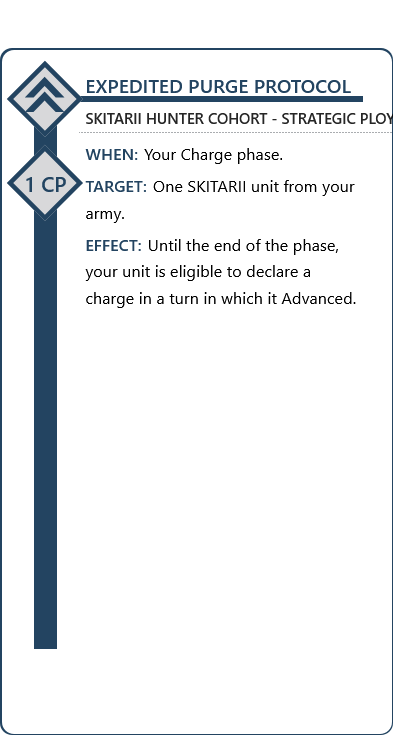 EXPEDITED PURGE PROTOCOL
SKITARII HUNTER COHORT - STRATEGIC PLOY
1 CP
WHEN: Your Charge phase.
TARGET: One SKITARII unit from your
army.
EFFECT: Until the end of the phase,
your unit is eligible to declare a
charge in a turn in which it Advanced.